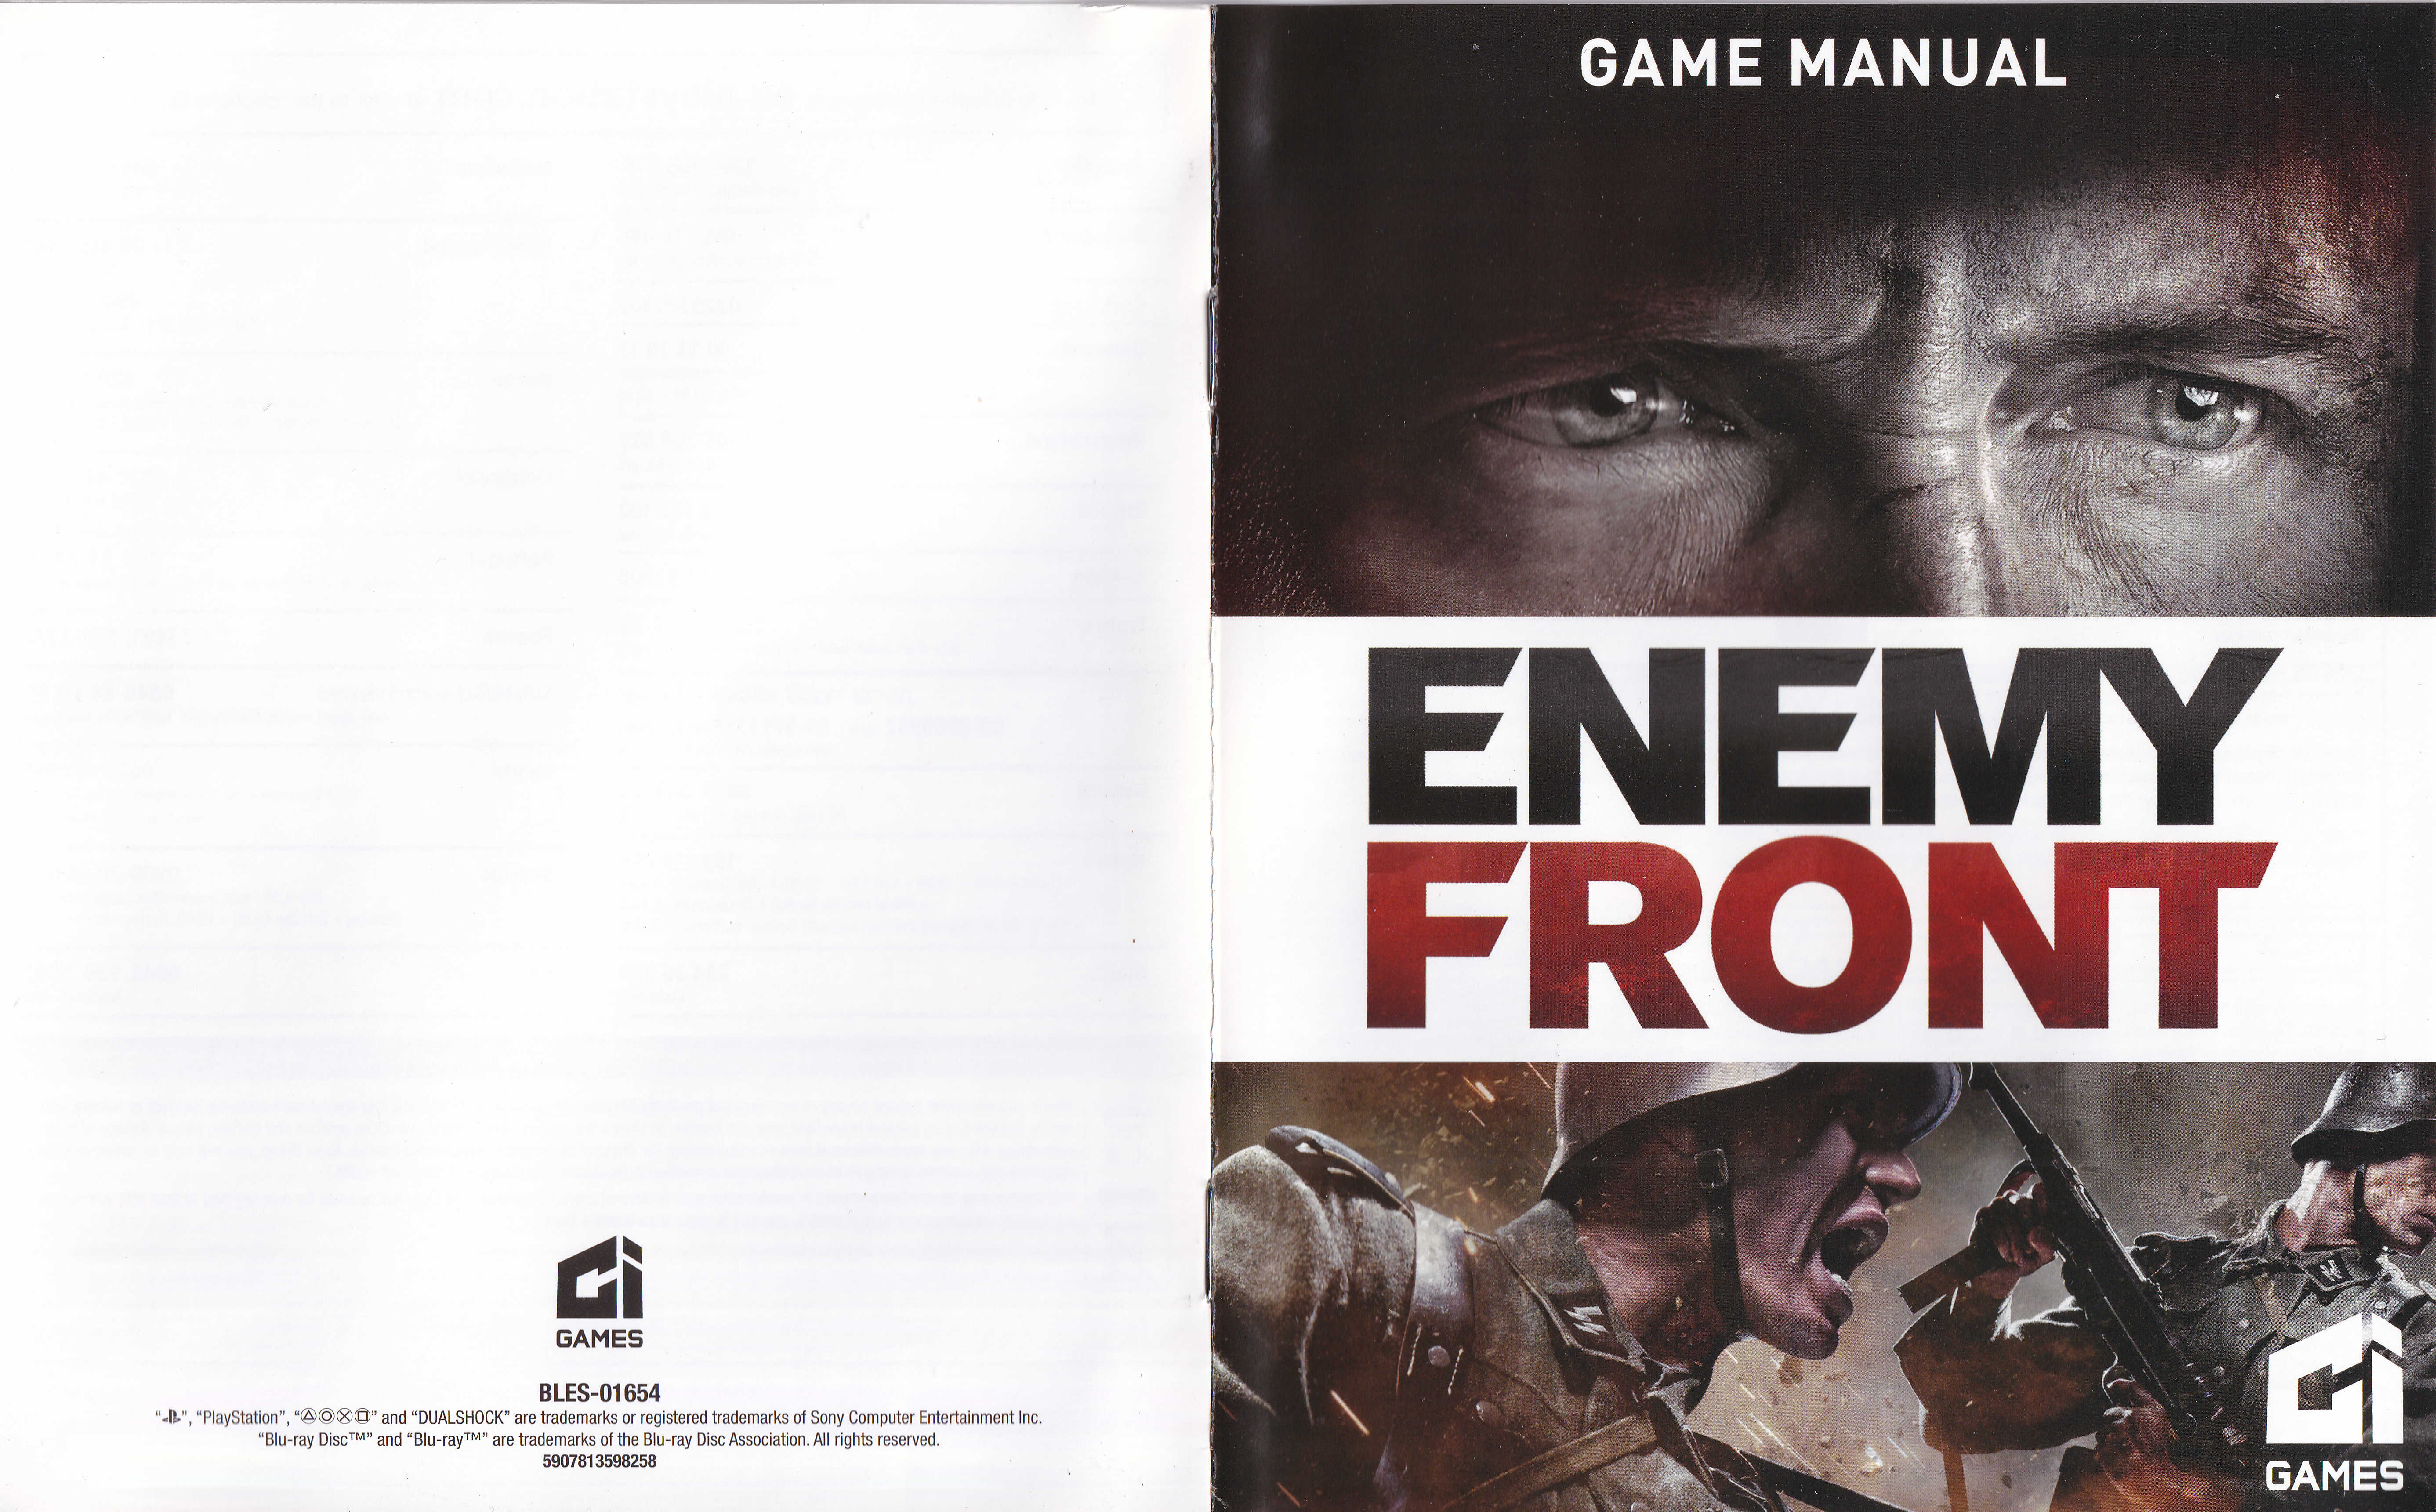 GAME MANUAL
ENEMY
FRONT
CI
GAMES
CI
GAMES
BLES-01654
“ ”, “PlayStation”, “△○✕□” and “DUALSHOCK” are trademarks or registered trademarks of Sony Computer Entertainment Inc.
“Blu-ray Disc™” and “Blu-ray™” are trademarks of the Blu-ray Disc Association. All rights reserved.
5907813598258